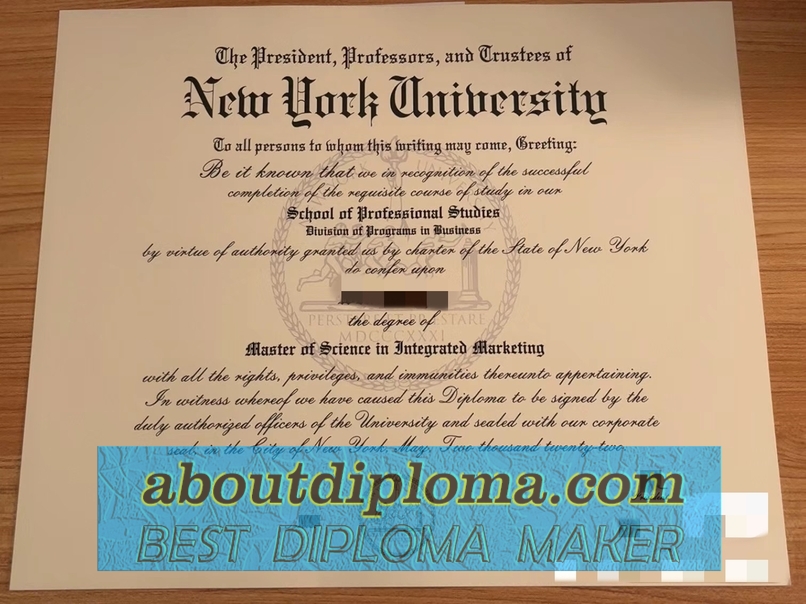 The President, Professors, and Trustees of
New York University
To all persons to whom this writing may come, Greeting:
Be it known that we in recognition of the successful
completion of the requisite course of study in our
School of Professional Studies
Division of Programs in Business
by virtue of authority granted us by charter of the State of New York
do confer upon
PERSTARE ET PRAESTARE
the degree of
MDCCCXXXI
Master of Science in Integrated Marketing
with all the rights, privileges, and immunities thereunto appertaining.
In witness whereof we have caused this Diploma to be signed by the
duly authorized officers of the University and sealed with our corporate
seal, in the City of New York, May, Two thousand twenty-two.
aboutdiploma.com
BEST DIPLOMA MAKER